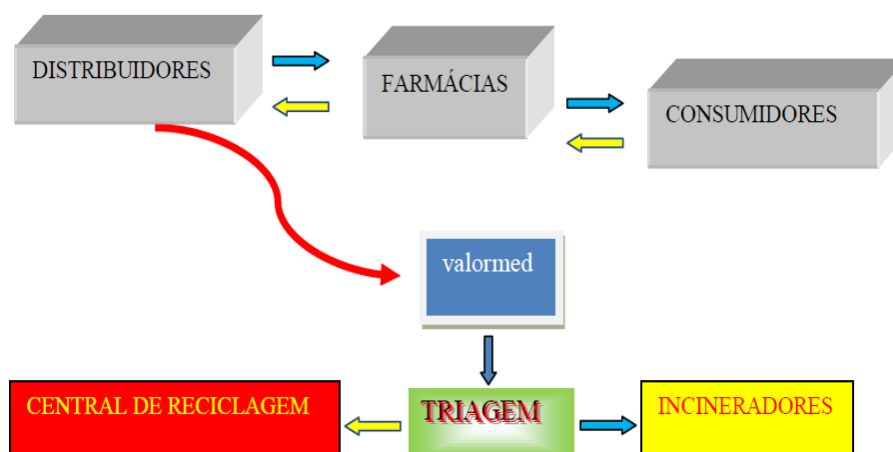 DISTRIBUIDORES
FARMÁCIAS
CONSUMIDORES
valormed
CENTRAL DE RECICLAGEM
TRIAGEM
INCINERADORES